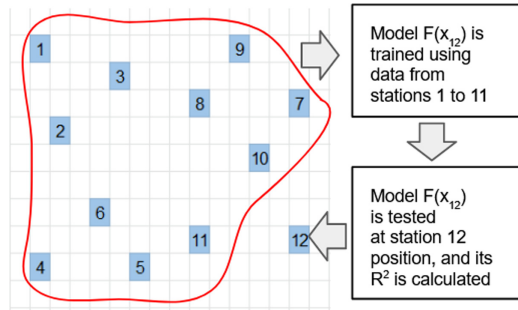 1
9
3
8
7
2
10
6
11
12
4
5
Model F(x₁₂) is
trained using
data from
stations 1 to 11
Model F(x₁₂)
is tested
at station 12
position, and its
R² is calculated